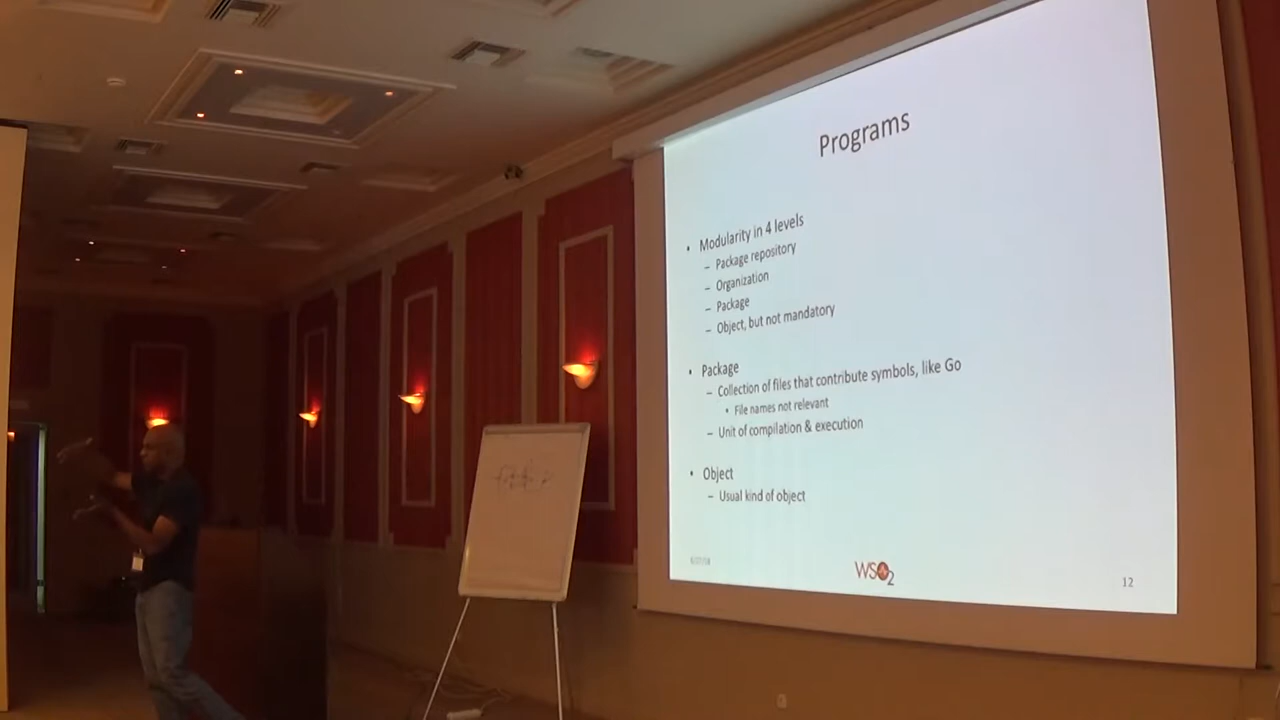 Programs
• Modularity in 4 levels
– Package repository
– Organization
– Package
– Object, but not mandatory
• Package
– Collection of files that contribute symbols, like Go
• File names not relevant
– Unit of compilation & execution
• Object
– Usual kind of object
WSO2
12